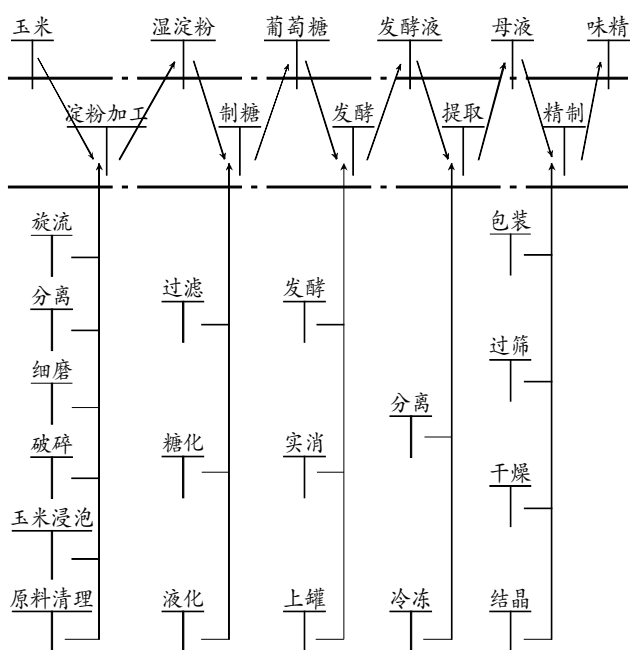 玉米
湿淀粉
葡萄糖
发酵液
母液
味精
淀粉加工
制糖
发酵
提取
精制
旋流
分离
细磨
破碎
玉米浸泡
原料清理
过滤
糖化
液化
发酵
实消
上罐
分离
冷冻
包装
过筛
干燥
结晶